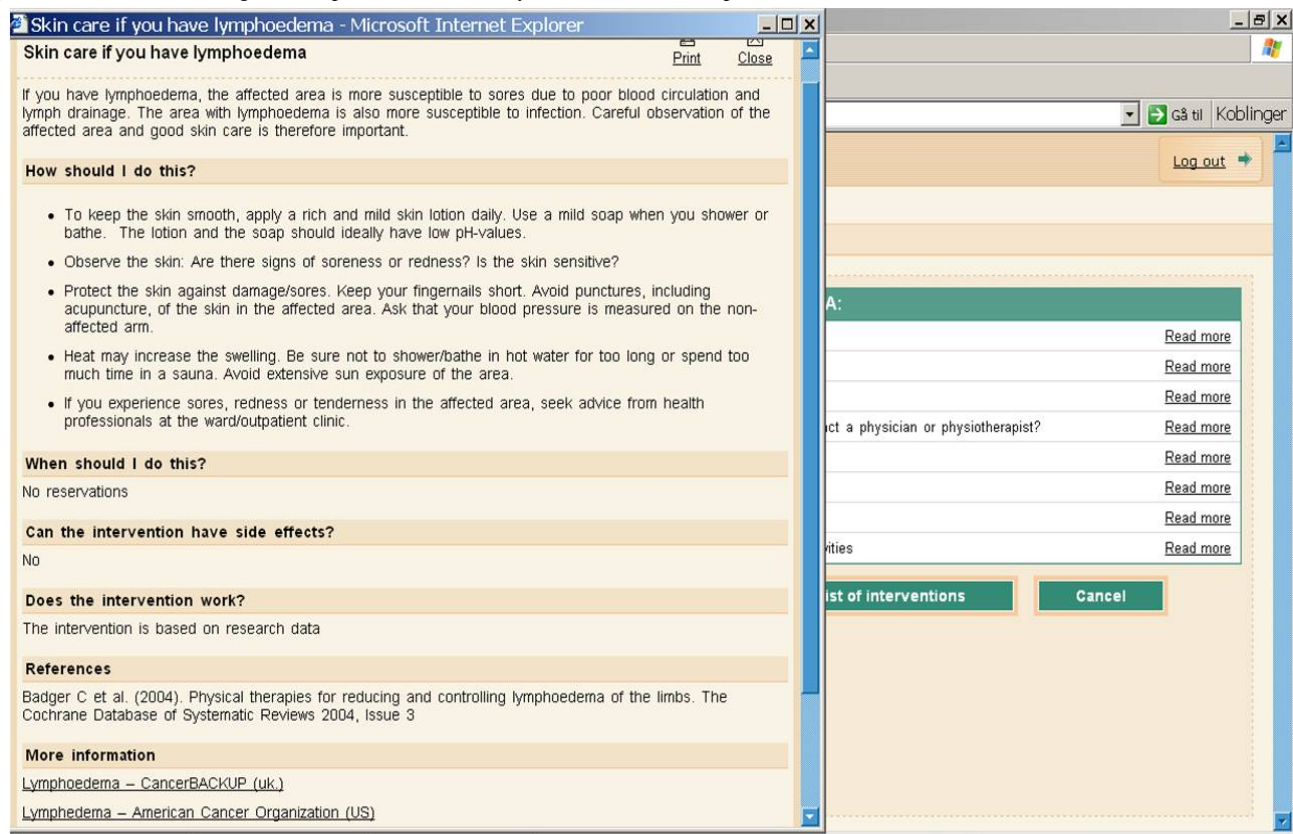 Skin care if you have lymphoedema - Microsoft Internet Explorer
Skin care if you have lymphoedema
Print Close
If you have lymphoedema, the affected area is more susceptible to sores due to poor blood circulation and
lymph drainage. The area with lymphoedema is also more susceptible to infection. Careful observation of the
affected area and good skin care is therefore important.
How should I do this?
• To keep the skin smooth, apply a rich and mild skin lotion daily. Use a mild soap when you shower or
bathe. The lotion and the soap should ideally have low pH-values.
• Observe the skin: Are there signs of soreness or redness? Is the skin sensitive?
• Protect the skin against damage/sores. Keep your fingernails short. Avoid punctures, including
acupuncture, of the skin in the affected area. Ask that your blood pressure is measured on the non-
affected arm.
• Heat may increase the swelling. Be sure not to shower/bathe in hot water for too long or spend too
much time in a sauna. Avoid extensive sun exposure of the area.
• If you experience sores, redness or tenderness in the affected area, seek advice from health
professionals at the ward/outpatient clinic.
When should I do this?
No reservations
Can the intervention have side effects?
No
Does the intervention work?
The intervention is based on research data
References
Badger C et al. (2004). Physical therapies for reducing and controlling lymphoedema of the limbs. The
Cochrane Database of Systematic Reviews 2004, Issue 3
More information
Lymphoedema – CancerBACKUP (uk.)
Lymphedema – American Cancer Organization (US)
Gå til Koblinger
Log out
A:
Read more
Read more
Read more
a physician or physiotherapist? Read more
Read more
Read more
Read more
Read more
of interventions Cancel